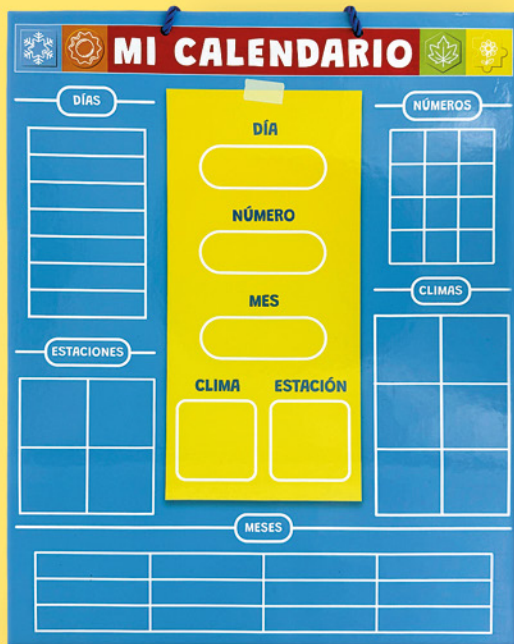 MI CALENDARIO
DÍAS
DÍA
NÚMEROS
NÚMERO
CLIMAS
MES
ESTACIONES
CLIMA ESTACIÓN
MESES